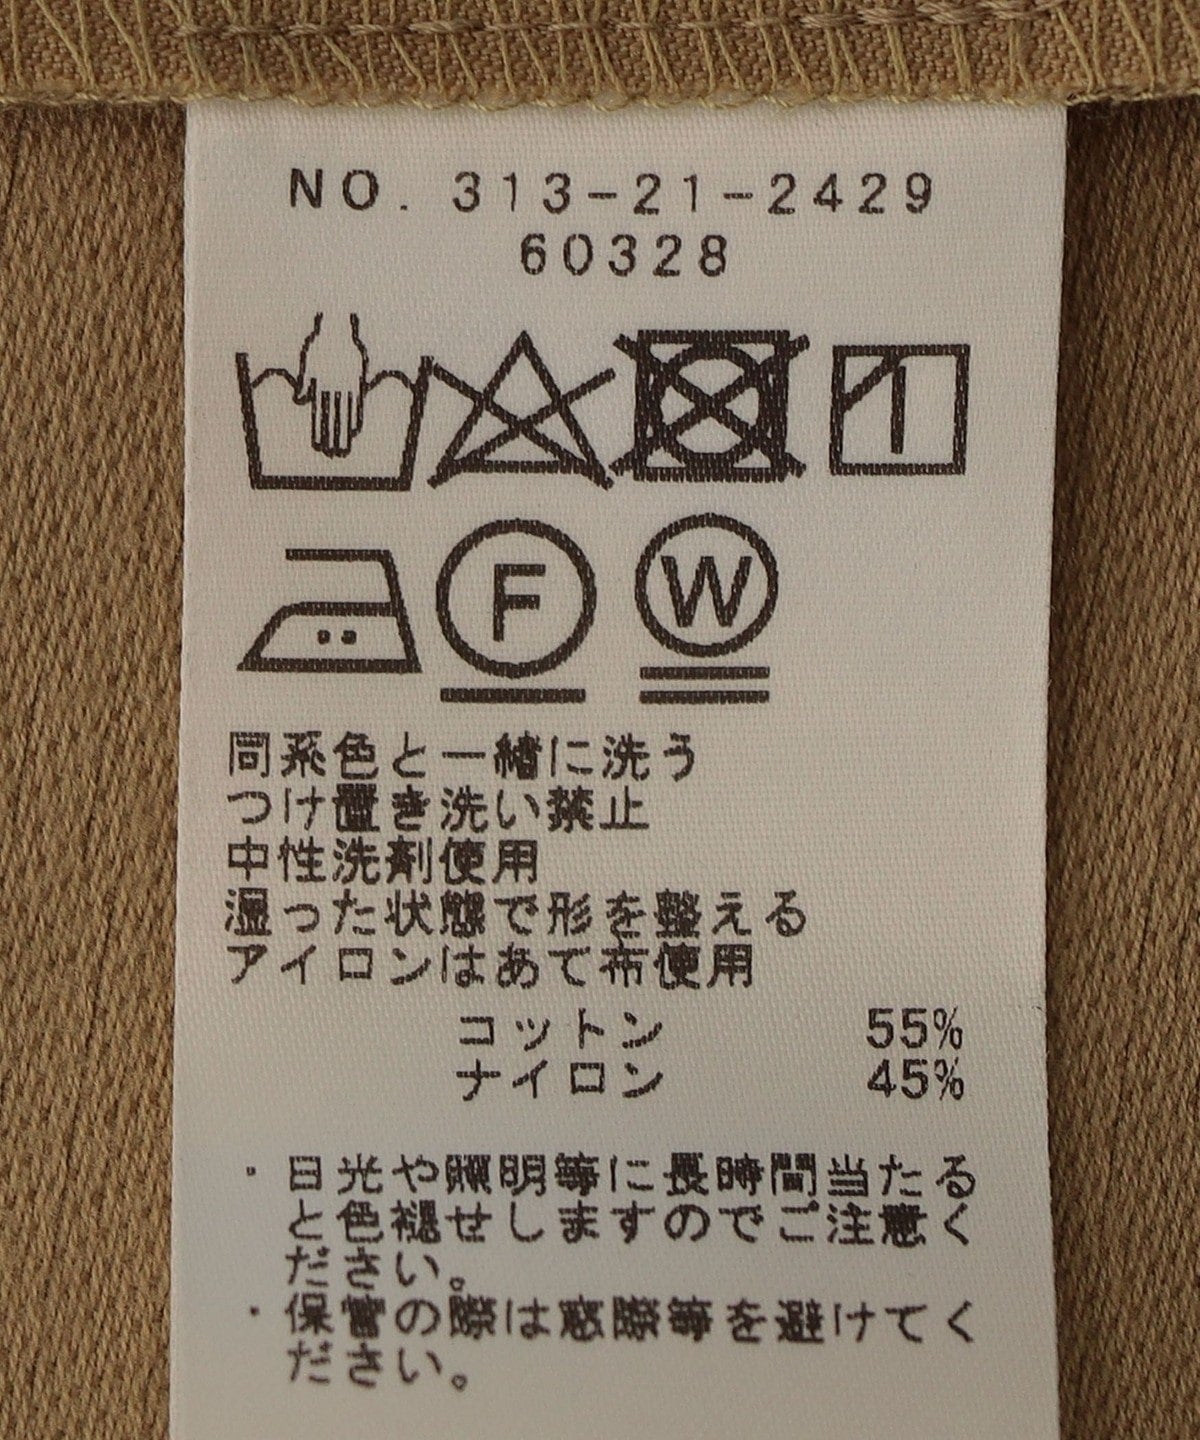 NO. 313-21-2429
60328
F
W
同系色と一緒に洗う
つけ置き洗い禁止
中性洗剤使用
湿った状態で形を整える
アイロンはあて布使用
コットン 55%
ナイロン 45%
・日光や照明等に長時間当たる
と色褪せしますのでご注意く
ださい。
・保管の際は窓際等を避けてく
ださい。